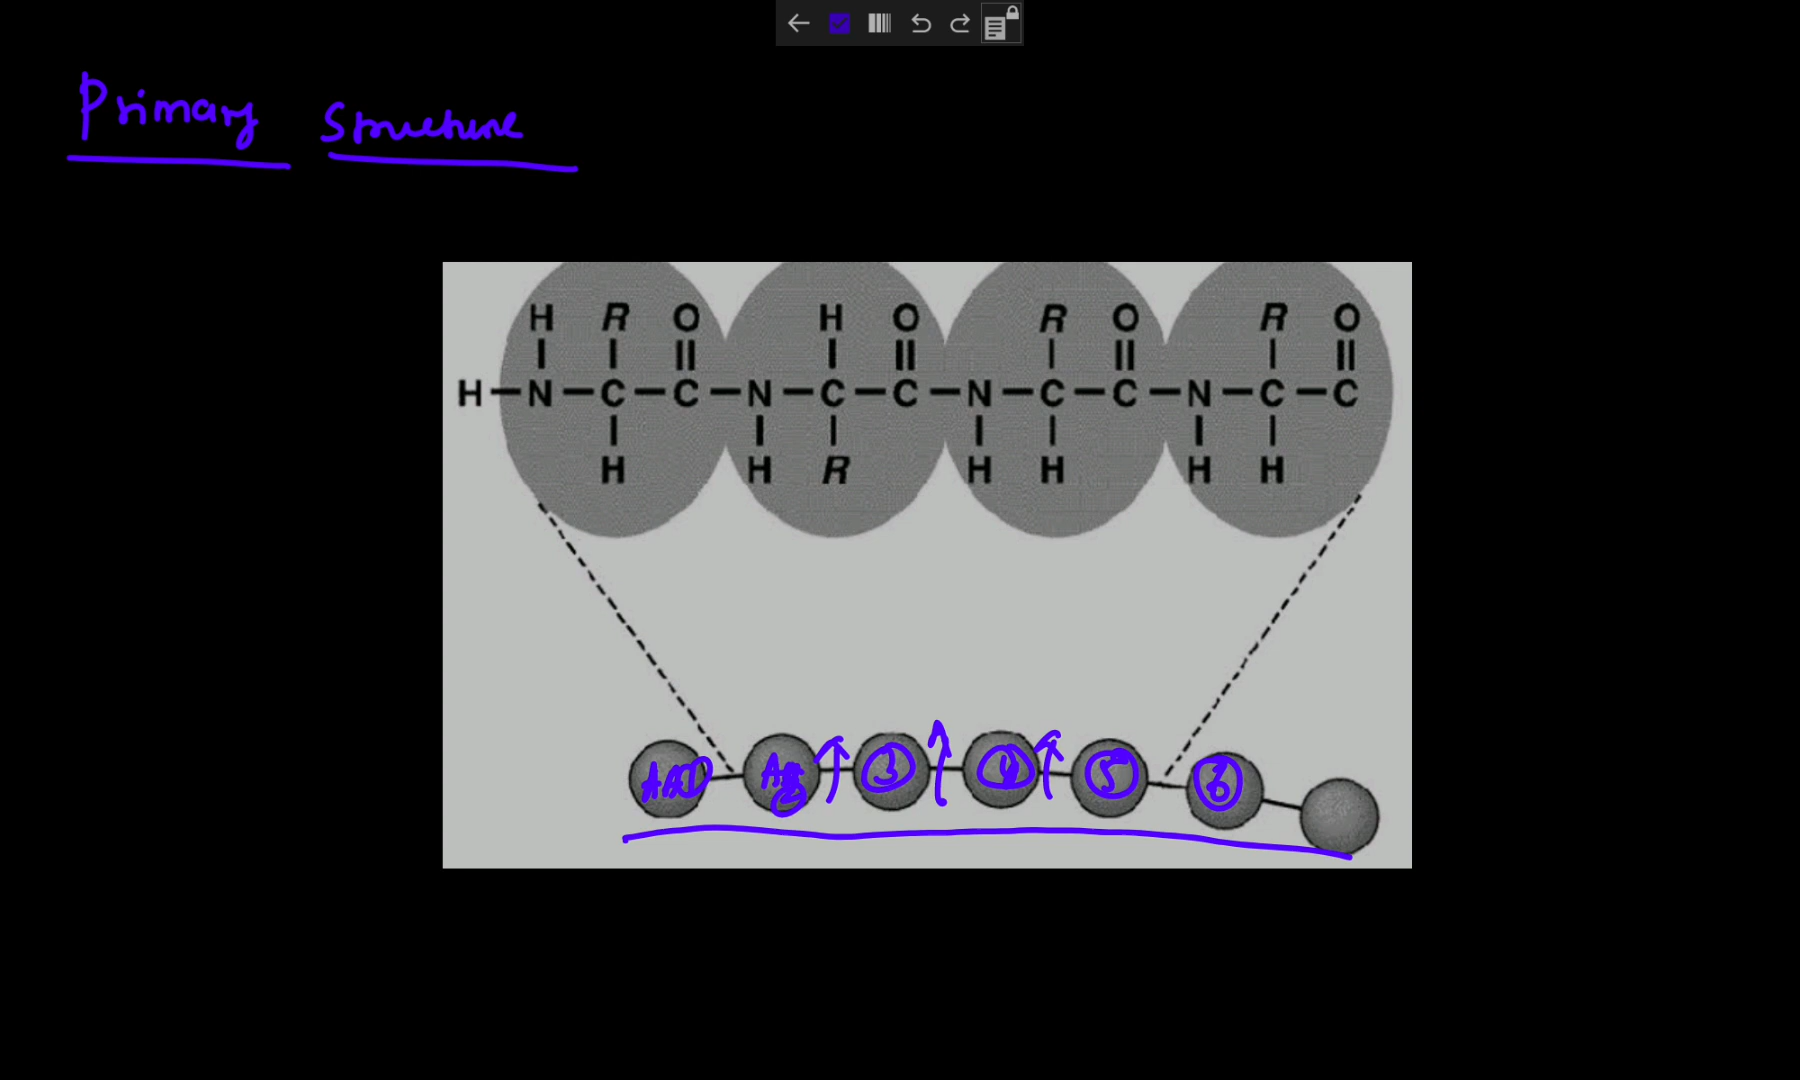 Primary Structure
H R O H O R O R O
H-N-C-C-N-C-C-N-C-C-N-C-C
H H R H H H H
3 4 5 6